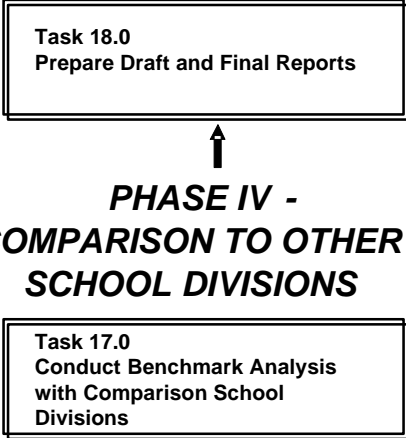 Task 18.0
Prepare Draft and Final Reports
PHASE IV -
COMPARISON TO OTHER
SCHOOL DIVISIONS
Task 17.0
Conduct Benchmark Analysis
with Comparison School
Divisions